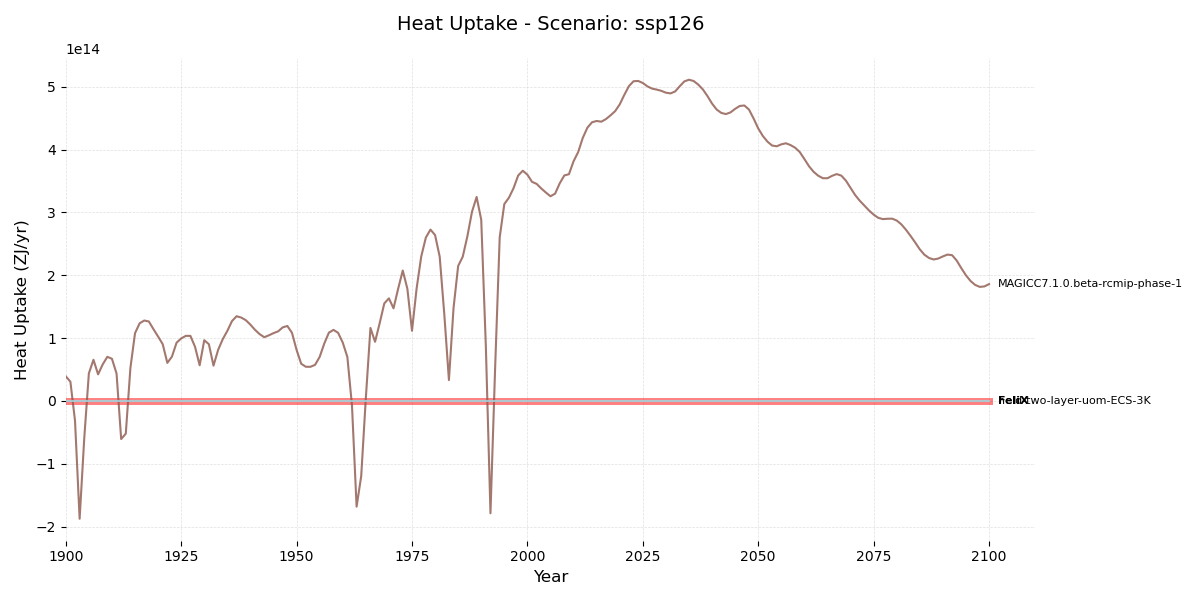 Heat Uptake - Scenario: ssp126
1e14
Heat Uptake (ZJ/yr)
5
4
3
2
1
0
−1
−2
1900
1925
1950
1975
2000
2025
2050
2075
2100
Year
MAGICC7.1.0.beta-rcmip-phase-1
FeliX
two-layer-uom-ECS-3K